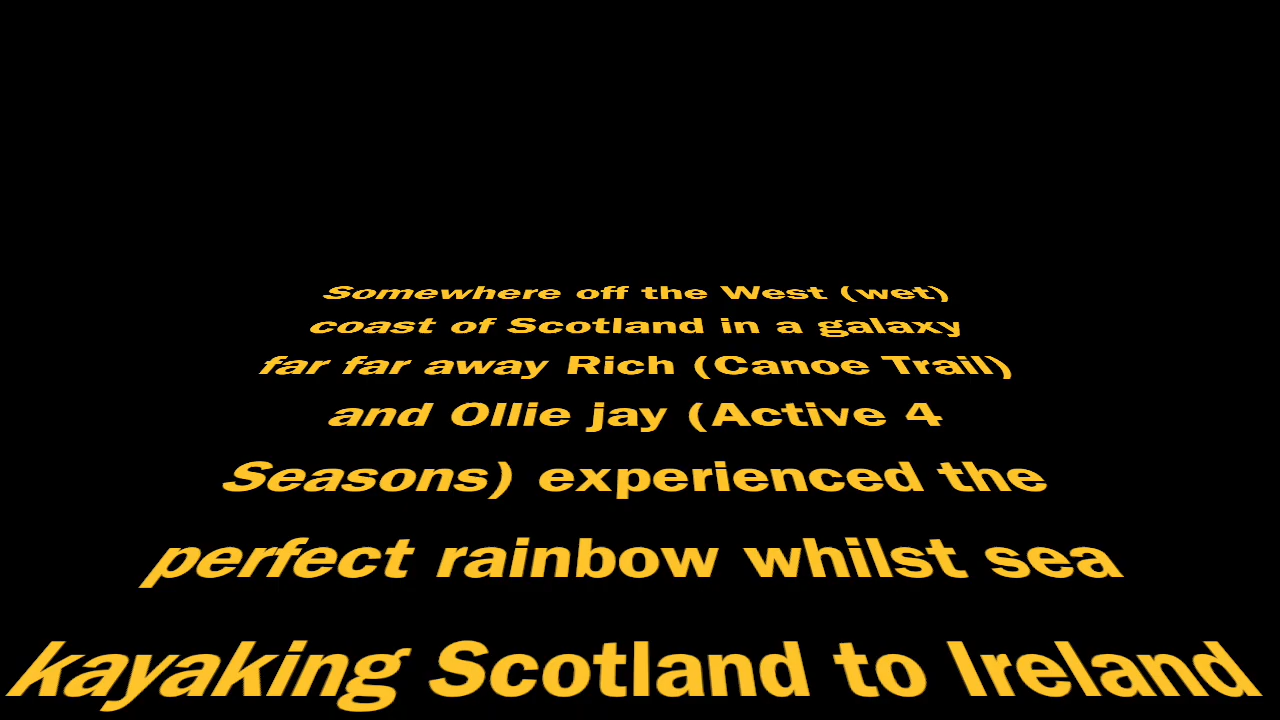 Somewhere off the West (wet)
coast of Scotland in a galaxy
far far away Rich (Canoe Trail)
and Ollie jay (Active 4
Seasons) experienced the
perfect rainbow whilst sea
kayaking Scotland to Ireland